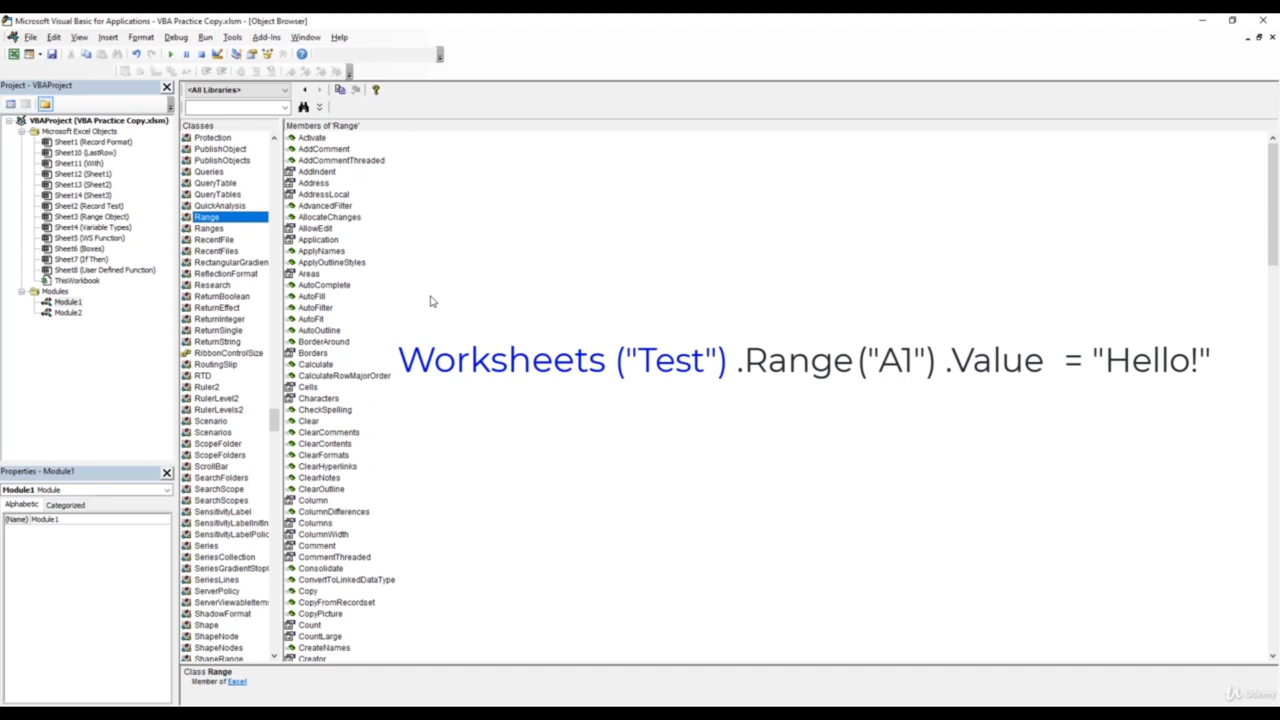 Microsoft Visual Basic for Applications - VBA Practice Copy.xlsm - [Object Browser]
File Edit View Insert Format Debug Run Tools Add-Ins Window Help
Project - VBAProject
VBAProject (VBA Practice Copy.xlsm)
Microsoft Excel Objects
Sheet1 (Record Format)
Sheet10 (LastRow)
Sheet11 (With)
Sheet12 (Sheet1)
Sheet13 (Sheet2)
Sheet14 (Sheet3)
Sheet2 (Record Test)
Sheet3 (Range Object)
Sheet4 (Variable Types)
Sheet5 (WS Function)
Sheet6 (Boxes)
Sheet7 (If Then)
Sheet8 (User Defined Function)
ThisWorkbook
Modules
Module1
Module2
Properties - Module1
Module1 Module
Alphabetic Categorized
(Name) Module1
<All Libraries>
Classes
Protection
PublishObject
PublishObjects
Queries
QueryTable
QueryTables
QuickAnalysis
Range
Ranges
RecentFile
RecentFiles
RectangularGradien
ReflectionFormat
Research
ReturnBoolean
ReturnEffect
ReturnInteger
ReturnSingle
ReturnString
RibbonControlSize
RoutingSlip
RTD
Ruler2
RulerLevel2
RulerLevels2
Scenario
Scenarios
ScopeFolder
ScopeFolders
ScrollBar
SearchFolders
SearchScope
SearchScopes
SensitivityLabel
SensitivityLabelInitIn
SensitivityLabelPolic
Series
SeriesCollection
SeriesGradientStop
SeriesLines
ServerPolicy
ServerViewableItems
ShadowFormat
Shape
ShapeNode
ShapeNodes
ShapeRange
Members of 'Range'
Activate
AddComment
AddCommentThreaded
AddIndent
Address
AddressLocal
AdvancedFilter
AllocateChanges
AllowEdit
Application
ApplyNames
ApplyOutlineStyles
Areas
AutoComplete
AutoFill
AutoFilter
AutoFit
AutoOutline
BorderAround
Borders
Calculate
CalculateRowMajorOrder
Cells
Characters
CheckSpelling
Clear
ClearComments
ClearContents
ClearFormats
ClearHyperlinks
ClearNotes
ClearOutline
Column
ColumnDifferences
Columns
ColumnWidth
Comment
CommentThreaded
Consolidate
ConvertToLinkedDataType
Copy
CopyFromRecordset
CopyPicture
Count
CountLarge
CreateNames
Creator
Worksheets ("Test") .Range("A1") .Value = "Hello!"
Class Range
Member of Excel
Udemy